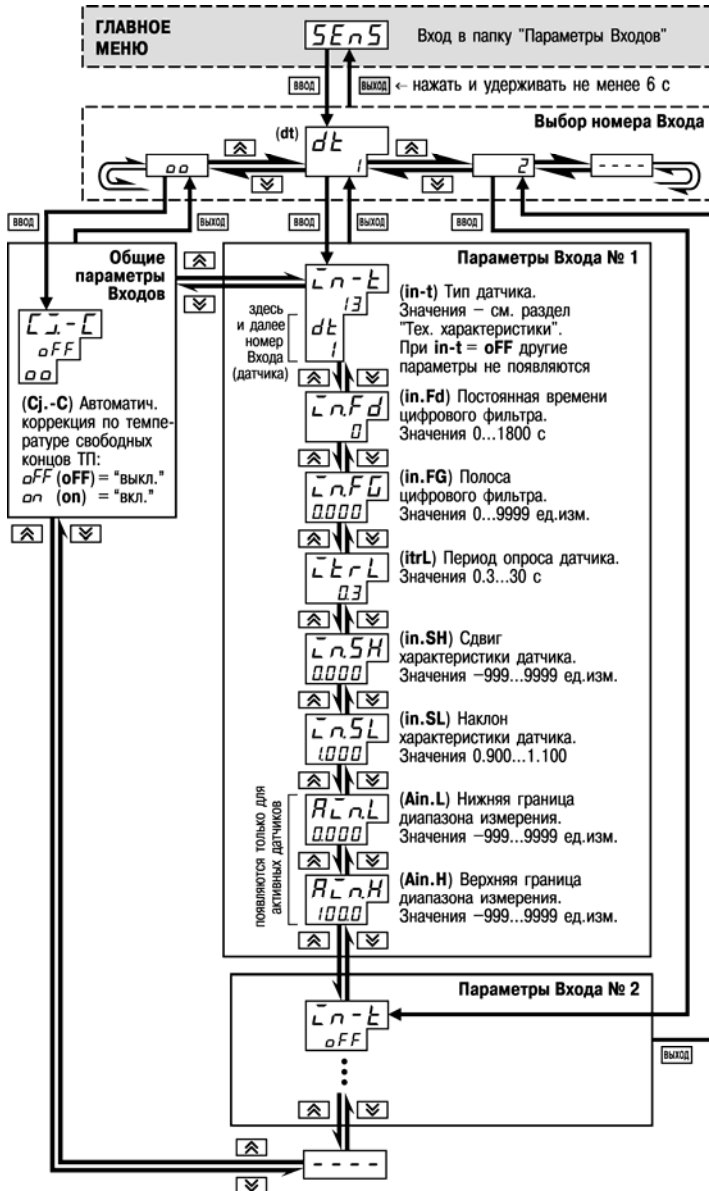 ГЛАВНОЕ
МЕНЮ
SEnS
Вход в папку "Параметры Входов"
ввод
выход
← нажать и удерживать не менее 6 с
Выбор номера Входа
(dt)
dt
1
oo
2
- - - -
ввод
выход
ввод
выход
ввод
Общие
параметры
Входов
Cj.-C
oFF
oo
(Cj.-C) Автоматич.
коррекция по темпе-
ратуре свободных
концов ТП:
oFF (oFF) = “выкл.”
on (on) = “вкл.”
Параметры Входа № 1
in-t
13
dt
1
здесь
и далее
номер
Входа
(датчика)
(in-t) Тип датчика.
Значения – см. раздел
"Тех. характеристики".
При in-t = oFF другие
параметры не появляются
in.Fd
0
(in.Fd) Постоянная времени
цифрового фильтра.
Значения 0...1800 с
in.FG
0.000
(in.FG) Полоса
цифрового фильтра.
Значения 0...9999 ед.изм.
itrL
0.3
(itrL) Период опроса датчика.
Значения 0.3...30 с
in.SH
0.000
(in.SH) Сдвиг
характеристики датчика.
Значения –999...9999 ед.изм.
in.SL
1.000
(in.SL) Наклон
характеристики датчика.
Значения 0.900...1.100
появляются только для
активных датчиков
Ain.L
0.000
(Ain.L) Нижняя граница
диапазона измерения.
Значения –999...9999 ед.изм.
Ain.H
100.0
(Ain.H) Верхняя граница
диапазона измерения.
Значения –999...9999 ед.изм.
Параметры Входа № 2
in-t
oFF
выход
- - - -